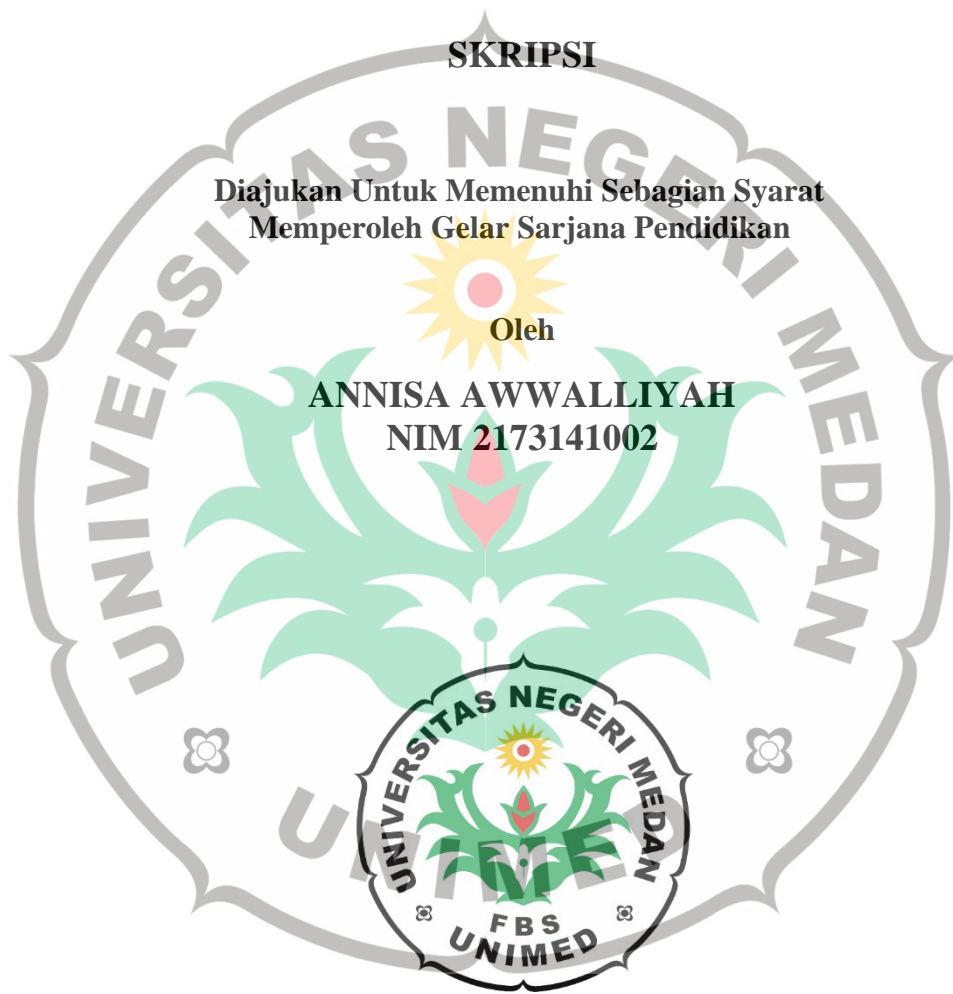 SKRIPSI
Diajukan Untuk Memenuhi Sebagian Syarat
Memperoleh Gelar Sarjana Pendidikan
Oleh
ANNISA AWWALLIYAH
NIM 2173141002
UNIVERSITAS NEGERI MEDAN
UNIMED
UNIVERSITAS NEGERI MEDAN
FBS
UNIMED